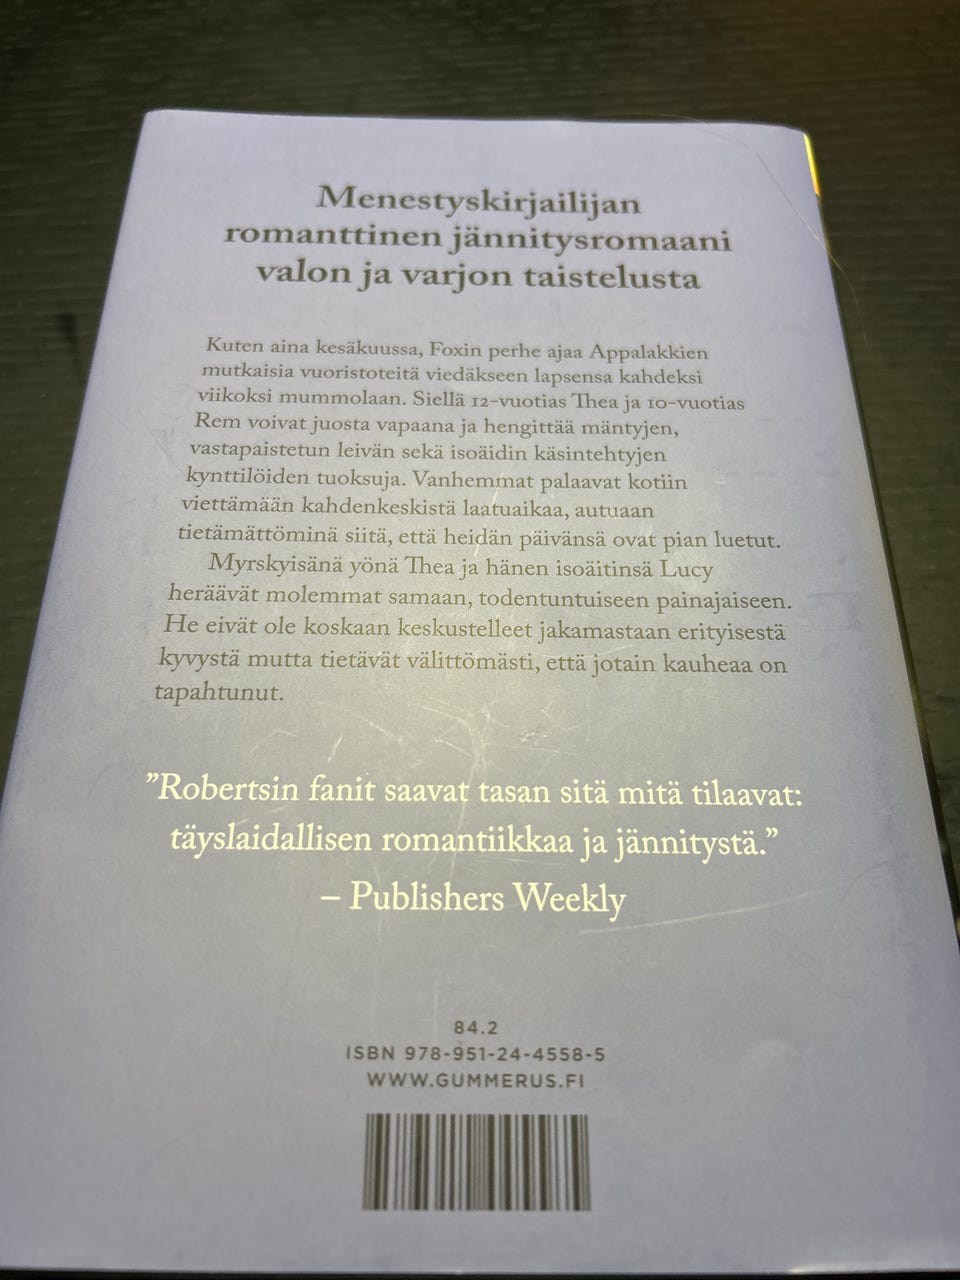 Menestyskirjailijan
romanttinen jännitysromaani
valon ja varjon taistelusta
Kuten aina kesäkuussa, Foxin perhe ajaa Appalakkien
mutkaisia vuoristoteitä viedäkseen lapsensa kahdeksi
viikoksi mummolaan. Siellä 12-vuotias Thea ja 10-vuotias
Rem voivat juosta vapaana ja hengittää mäntyjen,
vastapaistetun leivän sekä isoäidin käsintehtyjen
kynttilöiden tuoksuja. Vanhemmat palaavat kotiin
viettämään kahdenkeskistä laatuaikaa, autuaan
tietämättöminä siitä, että heidän päivänsä ovat pian luetut.
Myrskyisänä yönä Thea ja hänen isoäitinsä Lucy
heräävät molemmat samaan, todentuntuiseen painajaiseen.
He eivät ole koskaan keskustelleet jakamastaan erityisestä
kyvystä mutta tietävät välittömästi, että jotain kauheaa on
tapahtunut.
”Robertsin fanit saavat tasan sitä mitä tilaavat:
täyslaidallisen romantiikkaa ja jännitystä.”
– Publishers Weekly
84.2
ISBN 978-951-24-4558-5
WWW.GUMMERUS.FI